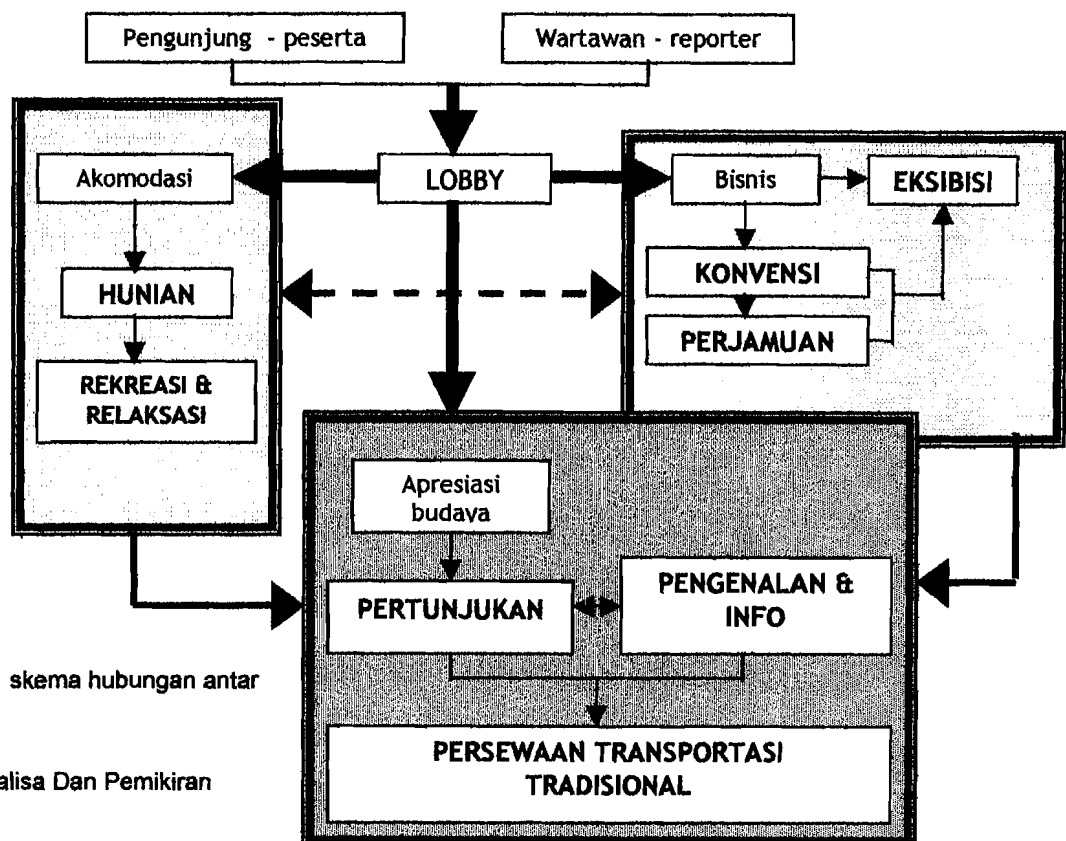 Pengunjung - peserta
Wartawan - reporter
Akomodasi
LOBBY
Bisnis
EKSIBISI
HUNIAN
KONVENSI
REKREASI &
RELAKSASI
PERJAMUAN
Apresiasi
budaya
PERTUNJUKAN
PENGENALAN &
INFO
skema hubungan antar
PERSEWAAN TRANSPORTASI
TRADISIONAL
alisa Dan Pemikiran